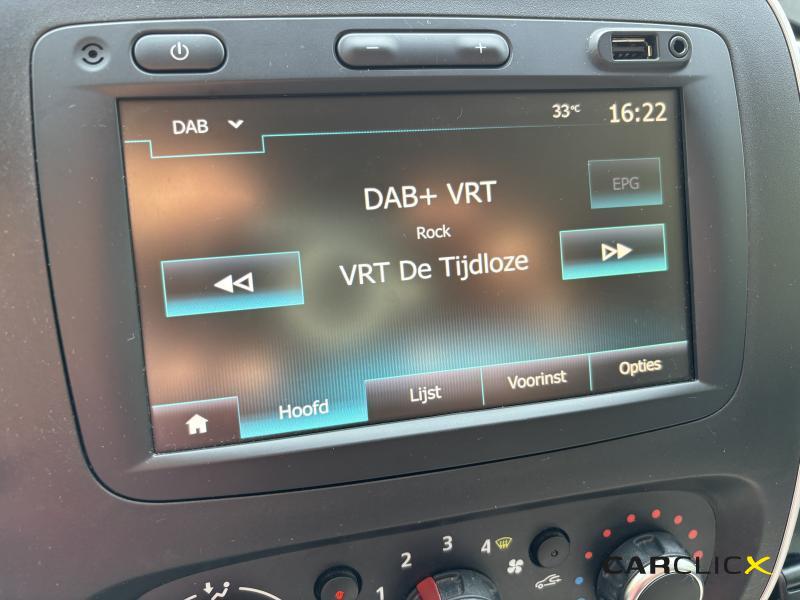 DAB 33°C 16:22
DAB+ VRT EPG
Rock
VRT De Tijdloze
Hoofd Lijst Voorinst Opties
1 2 3 4
CARCLICX